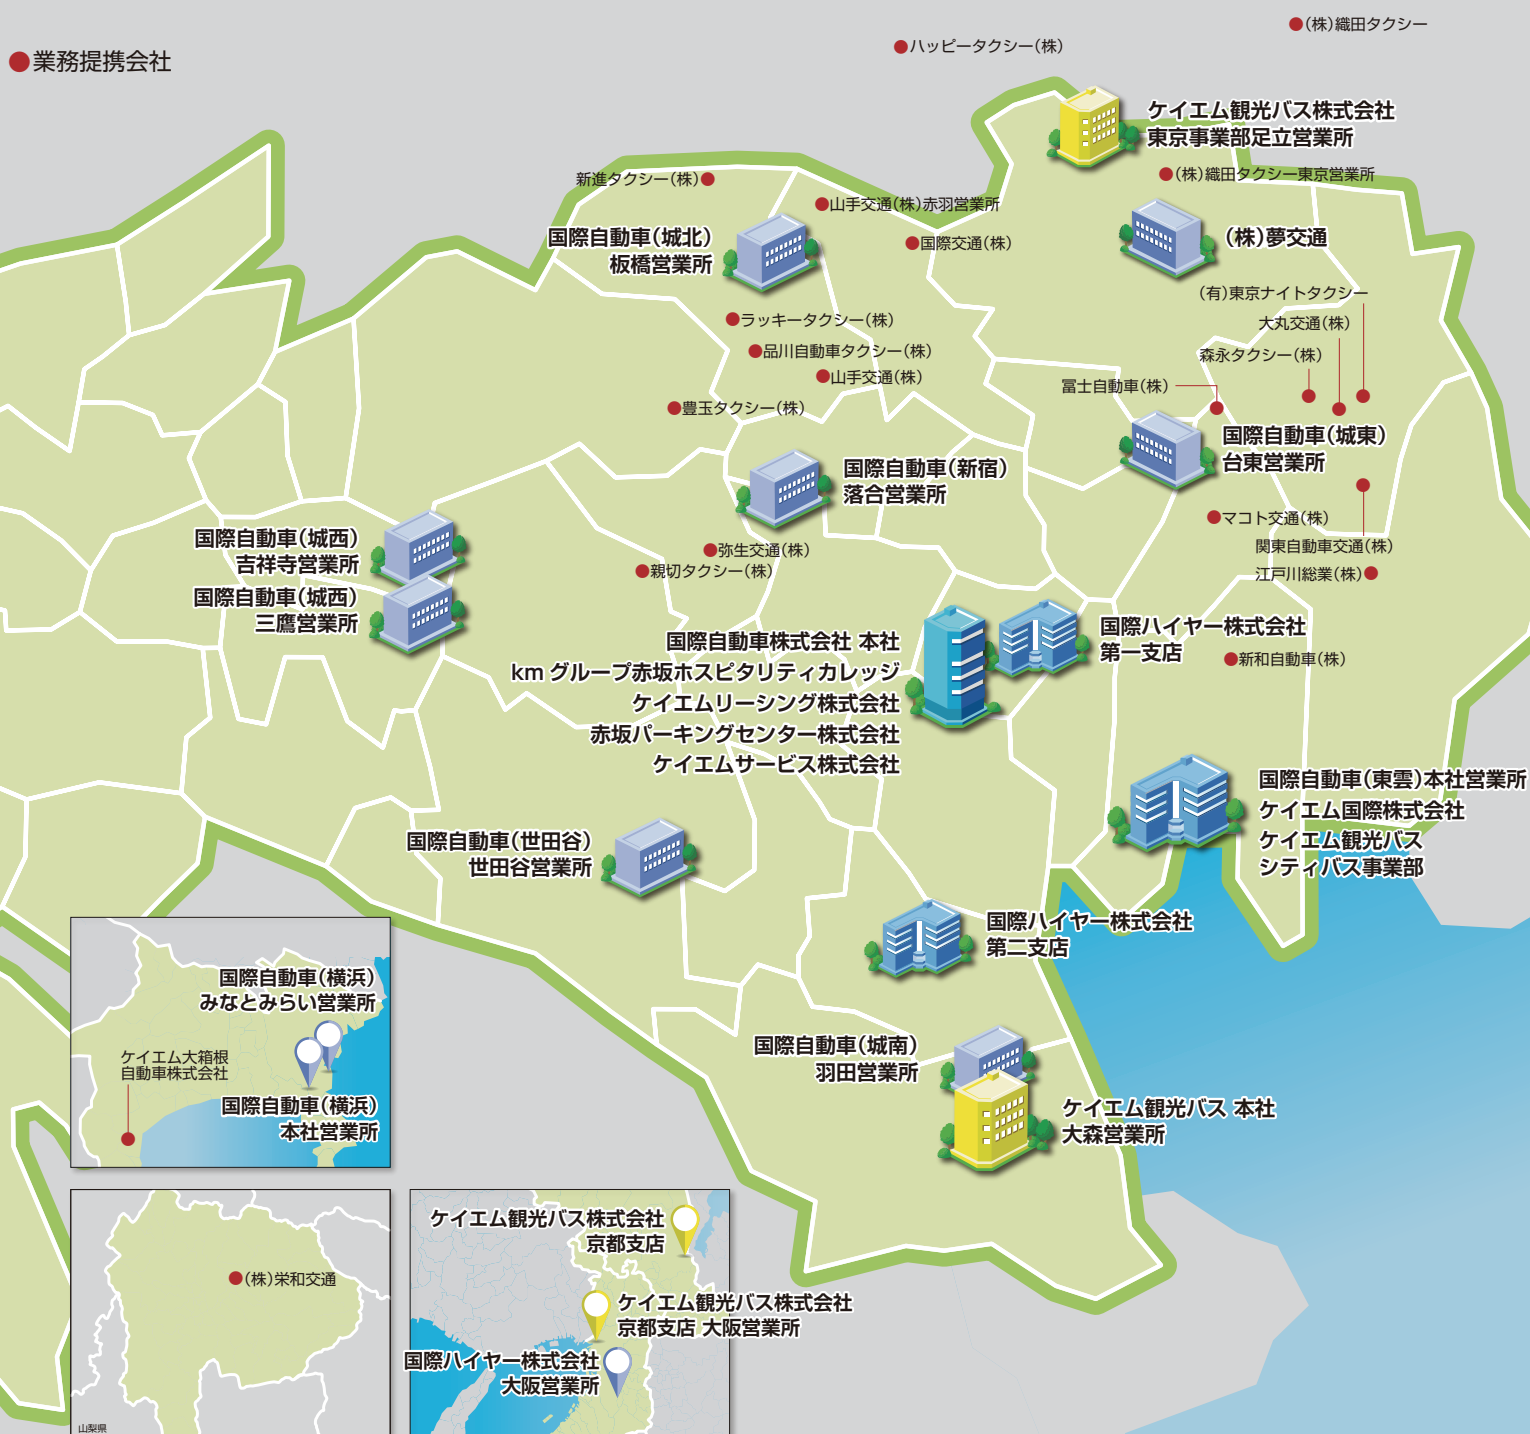 (株)織田タクシー
ハッピータクシー(株)
業務提携会社
ケイエム観光バス株式会社
東京事業部足立営業所
(株)織田タクシー東京営業所
新進タクシー(株)
山手交通(株)赤羽営業所
国際自動車(城北)
板橋営業所
国際交通(株)
(株)夢交通
(有)東京ナイトタクシー
大丸交通(株)
森永タクシー(株)
冨士自動車(株)
ラッキータクシー(株)
品川自動車タクシー(株)
山手交通(株)
豊玉タクシー(株)
国際自動車(城東)
台東営業所
国際自動車(新宿)
落合営業所
マコト交通(株)
関東自動車交通(株)
江戸川総業(株)
国際自動車(城西)
吉祥寺営業所
国際自動車(城西)
三鷹営業所
弥生交通(株)
親切タクシー(株)
国際自動車株式会社 本社
km グループ赤坂ホスピタリティカレッジ
ケイエムリーシング株式会社
赤坂パーキングセンター株式会社
ケイエムサービス株式会社
国際ハイヤー株式会社
第一支店
新和自動車(株)
国際自動車(東雲)本社営業所
ケイエム国際株式会社
ケイエム観光バス
シティバス事業部
国際自動車(世田谷)
世田谷営業所
国際ハイヤー株式会社
第二支店
国際自動車(横浜)
みなとみらい営業所
ケイエム大箱根
自動車株式会社
国際自動車(横浜)
本社営業所
国際自動車(城南)
羽田営業所
ケイエム観光バス 本社
大森営業所
(株)栄和交通
山梨県
ケイエム観光バス株式会社
京都支店
ケイエム観光バス株式会社
京都支店 大阪営業所
国際ハイヤー株式会社
大阪営業所